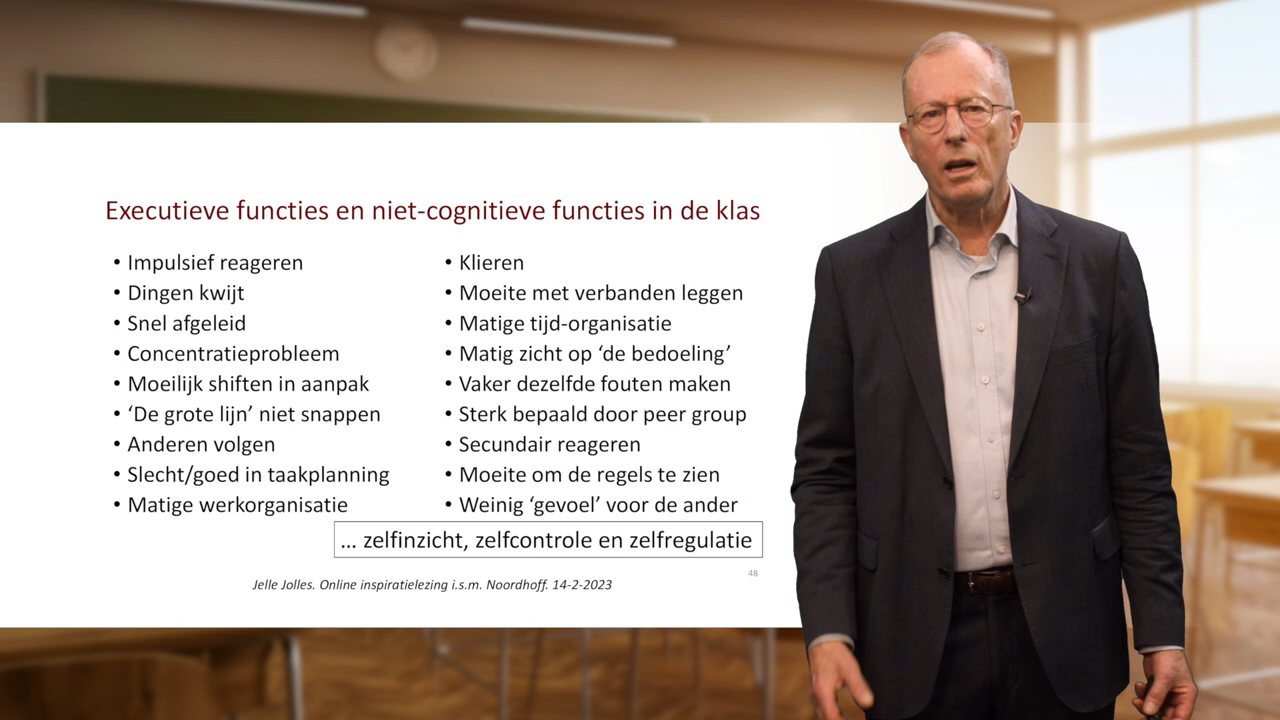 Executieve functies en niet-cognitieve functies in de klas
• Impulsief reageren
• Dingen kwijt
• Snel afgeleid
• Concentratieprobleem
• Moeilijk shiften in aanpak
• ‘De grote lijn’ niet snappen
• Anderen volgen
• Slecht/goed in taakplanning
• Matige werkorganisatie
• Klieren
• Moeite met verbanden leggen
• Matige tijd-organisatie
• Matig zicht op ‘de bedoeling’
• Vaker dezelfde fouten maken
• Sterk bepaald door peer group
• Secundair reageren
• Moeite om de regels te zien
• Weinig ‘gevoel’ voor de ander
... zelfinzicht, zelfcontrole en zelfregulatie
48
Jelle Jolles. Online inspiratielezing i.s.m. Noordhoff. 14-2-2023